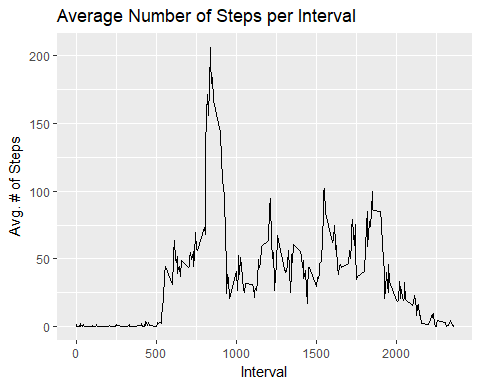 Average Number of Steps per Interval
Avg. # of Steps
200
150
100
50
0
0 500 1000 1500 2000
Interval